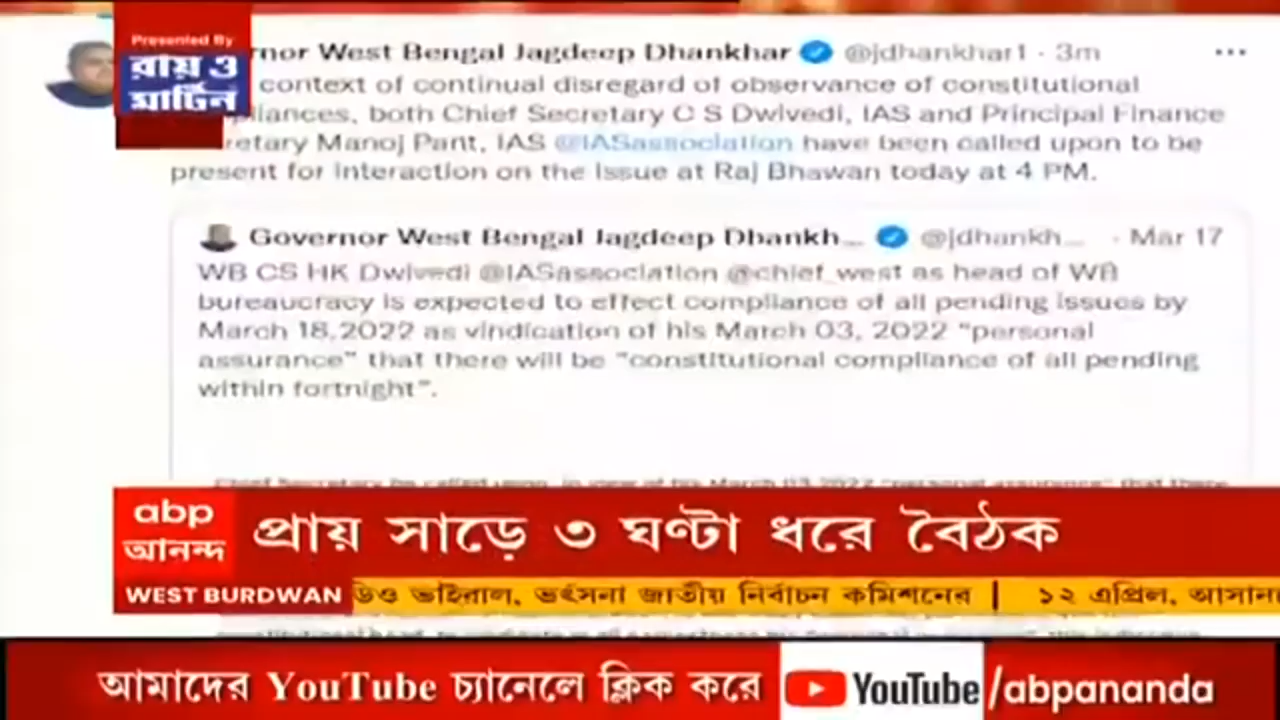 Presented By
রায় ও
মার্টিন
nor West Bengal Jagdeep Dhankhar @jdhankhar1 · 3m
context of continual disregard of observance of constitutional
liances, both Chief Secretary C S Dwivedi, IAS and Principal Finance
retary Manoj Pant, IAS @IASassociation have been called upon to be
present for interaction on the issue at Raj Bhawan today at 4 PM.
Governor West Bengal Jagdeep Dhankh... @jdhankh... · Mar 17
WB CS HK Dwivedi @IASassociation @chief_west as head of WB
bureaucracy is expected to effect compliance of all pending issues by
March 18,2022 as vindication of his March 03, 2022 "personal
assurance" that there will be "constitutional compliance of all pending
within fortnight".
abp
আনন্দ
প্রায় সাড়ে ৩ ঘণ্টা ধরে বৈঠক
WEST BURDWAN
ডিও ভাইরাল, ভর্ৎসনা জাতীয় নির্বাচন কমিশনের | ১২ এপ্রিল, আসান
আমাদের YouTube চ্যানেলে ক্লিক করে YouTube /abpananda